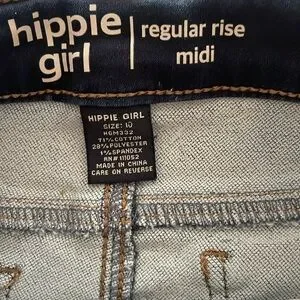 hippie
girl
regular rise
midi
HIPPIE GIRL
SIZE: 10
HGM332
71% COTTON
28% POLYESTER
1% SPANDEX
RN# 111052
MADE IN CHINA
CARE ON REVERSE